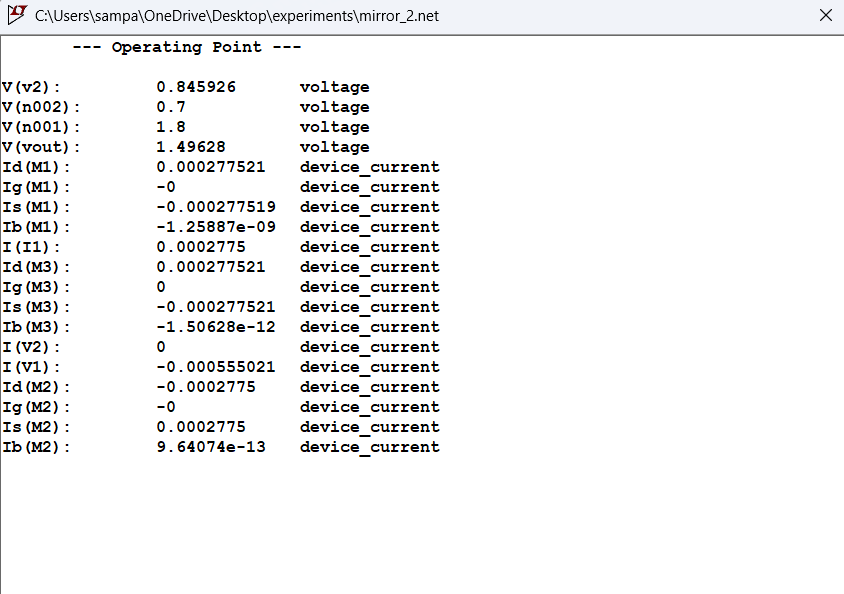 C:\Users\sampa\OneDrive\Desktop\experiments\mirror_2.net
--- Operating Point ---
V(v2): 0.845926 voltage
V(n002): 0.7 voltage
V(n001): 1.8 voltage
V(vout): 1.49628 voltage
Id(M1): 0.000277521 device_current
Ig(M1): -0 device_current
Is(M1): -0.000277519 device_current
Ib(M1): -1.25887e-09 device_current
I(I1): 0.0002775 device_current
Id(M3): 0.000277521 device_current
Ig(M3): 0 device_current
Is(M3): -0.000277521 device_current
Ib(M3): -1.50628e-12 device_current
I(V2): 0 device_current
I(V1): -0.000555021 device_current
Id(M2): -0.0002775 device_current
Ig(M2): -0 device_current
Is(M2): 0.0002775 device_current
Ib(M2): 9.64074e-13 device_current